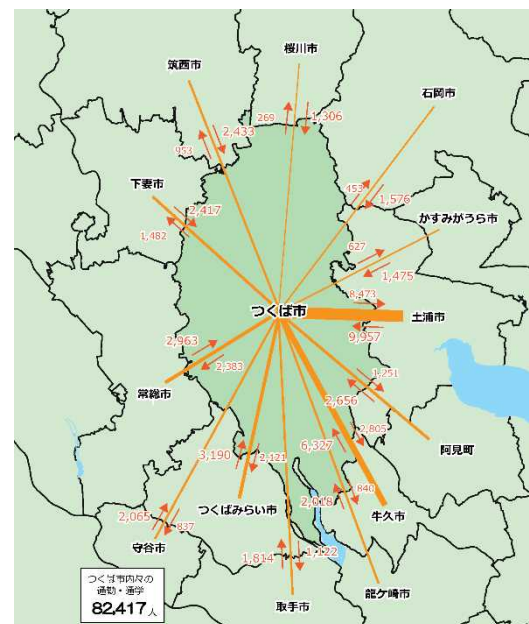 桜川市
筑西市
石岡市
269
1,306
953
2,433
下妻市
453
1,576
かすみがうら市
2,417
1,482
627
1,475
8,473
つくば市
土浦市
9,957
2,963
2,383
1,251
2,656
常総市
2,805
阿見町
6,327
3,190
2,121
840
2,018
つくばみらい市
牛久市
2,065
837
守谷市
1,814
1,122
龍ケ崎市
取手市
つくば市内々の
通勤・通学
82,417人